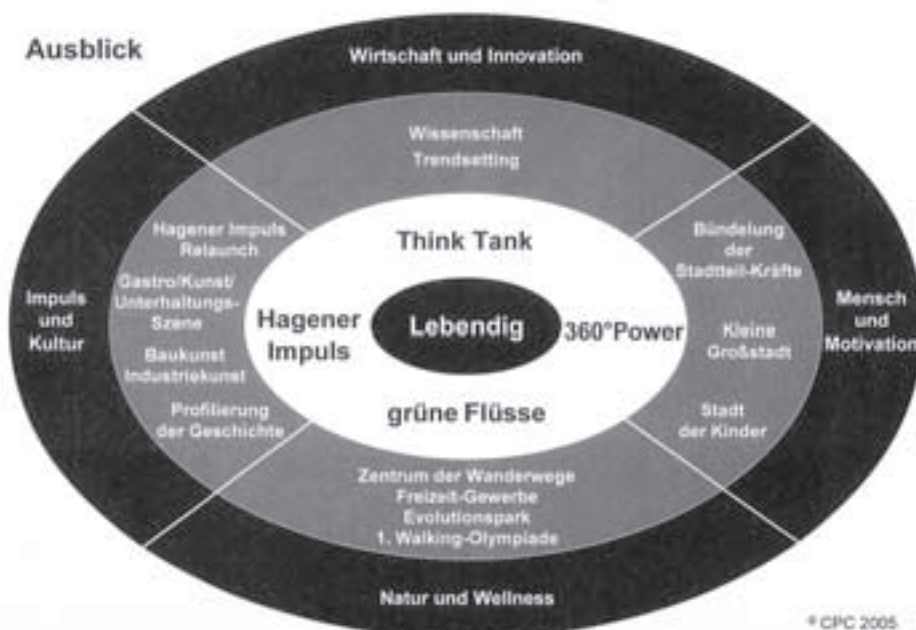 Ausblick
Wirtschaft und Innovation
Wissenschaft
Trendsetting
Think Tank
Hagener Impuls
Relaunch
Gastro/Kunst/
Unterhaltungs-
Szene
Baukunst
Industriekunst
Profilierung
der Geschichte
Impuls
und
Kultur
Hagener
Impuls
Lebendig
360°Power
Bündelung
der
Stadtteil-Kräfte
Kleine
Großstadt
Stadt
der Kinder
Mensch
und
Motivation
grüne Flüsse
Zentrum der Wanderwege
Freizeit-Gewerbe
Evolutionspark
1. Walking-Olympiade
Natur und Wellness
© CPC 2005